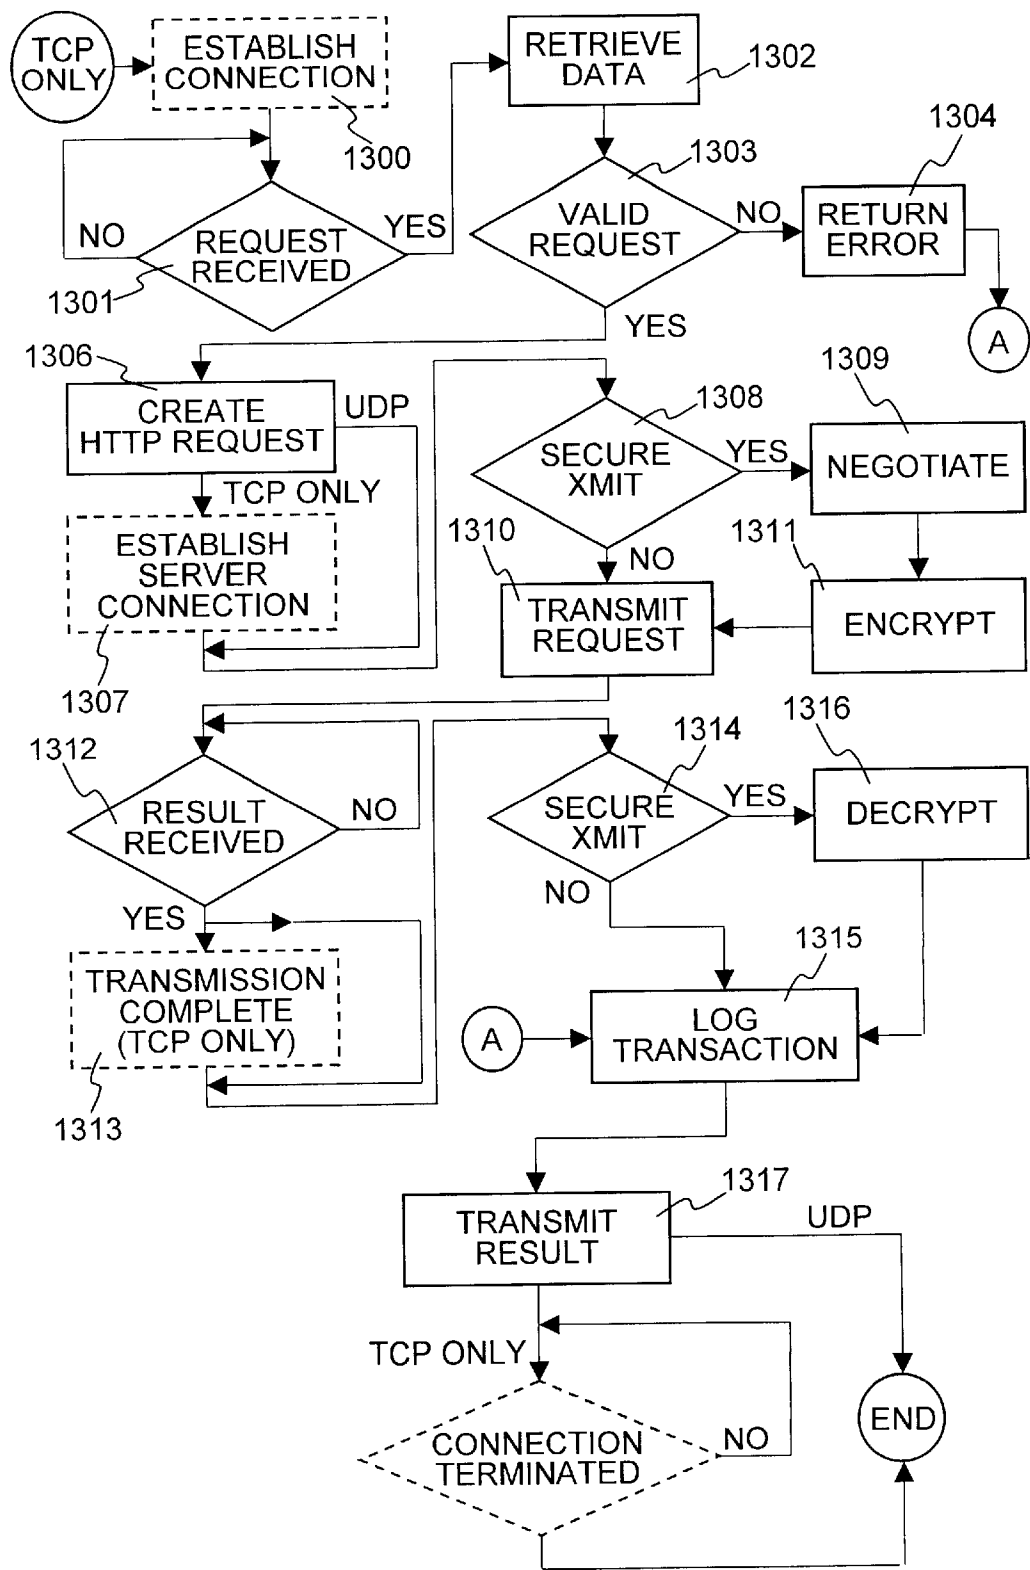 TCP
ONLY
ESTABLISH
CONNECTION
1300
RETRIEVE
DATA
1302
1304
1303
NO
REQUEST
RECEIVED
YES
1301
VALID
REQUEST
NO
RETURN
ERROR
YES
A
1306
CREATE
HTTP REQUEST
UDP
TCP ONLY
ESTABLISH
SERVER
CONNECTION
1307
1308
SECURE
XMIT
YES
1309
NEGOTIATE
NO
1310
TRANSMIT
REQUEST
1311
ENCRYPT
1312
RESULT
RECEIVED
NO
YES
TRANSMISSION
COMPLETE
(TCP ONLY)
1313
1314
SECURE
XMIT
YES
1316
DECRYPT
NO
1315
A
LOG
TRANSACTION
1317
TRANSMIT
RESULT
UDP
TCP ONLY
CONNECTION
TERMINATED
NO
END